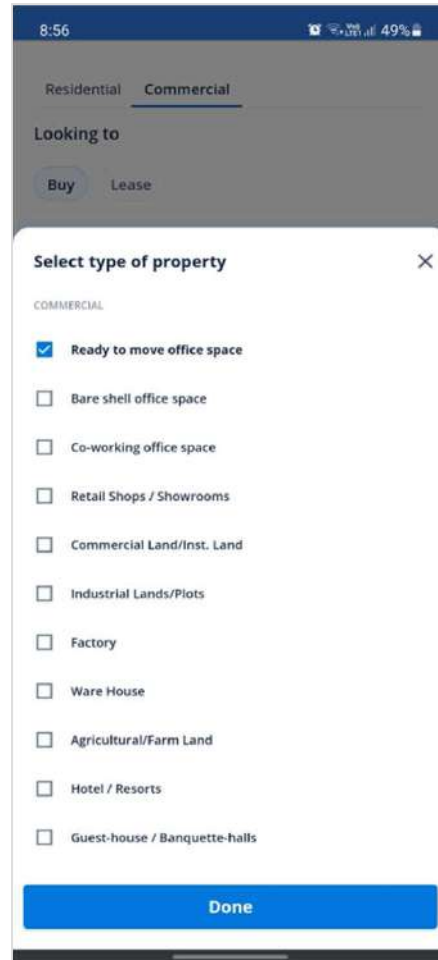 8:56 49%
Residential Commercial
Looking to
Buy Lease
Select type of property
COMMERCIAL
Ready to move office space
Bare shell office space
Co-working office space
Retail Shops / Showrooms
Commercial Land/Inst. Land
Industrial Lands/Plots
Factory
Ware House
Agricultural/Farm Land
Hotel / Resorts
Guest-house / Banquette-halls
Done